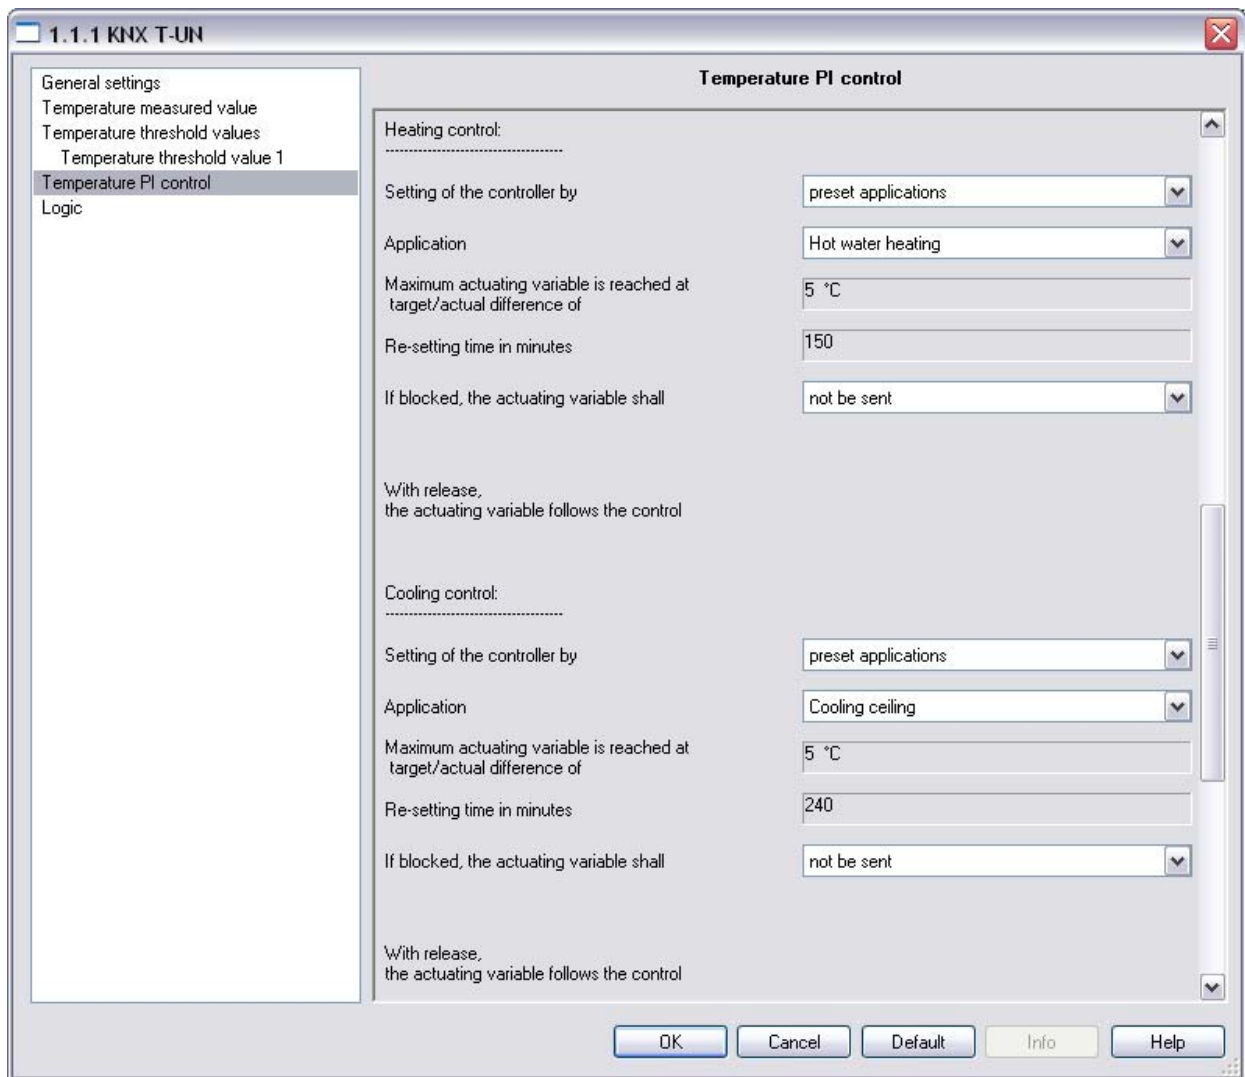 1.1.1 KNX T-UN
General settings
Temperature measured value
Temperature threshold values
Temperature threshold value 1
Temperature PI control
Logic
Temperature PI control
Heating control:
--------------------------------------
Setting of the controller by
preset applications
Application
Hot water heating
Maximum actuating variable is reached at
target/actual difference of
5 °C
Re-setting time in minutes
150
If blocked, the actuating variable shall
not be sent
With release,
the actuating variable follows the control
Cooling control:
--------------------------------------
Setting of the controller by
preset applications
Application
Cooling ceiling
Maximum actuating variable is reached at
target/actual difference of
5 °C
Re-setting time in minutes
240
If blocked, the actuating variable shall
not be sent
With release,
the actuating variable follows the control
OK
Cancel
Default
Info
Help